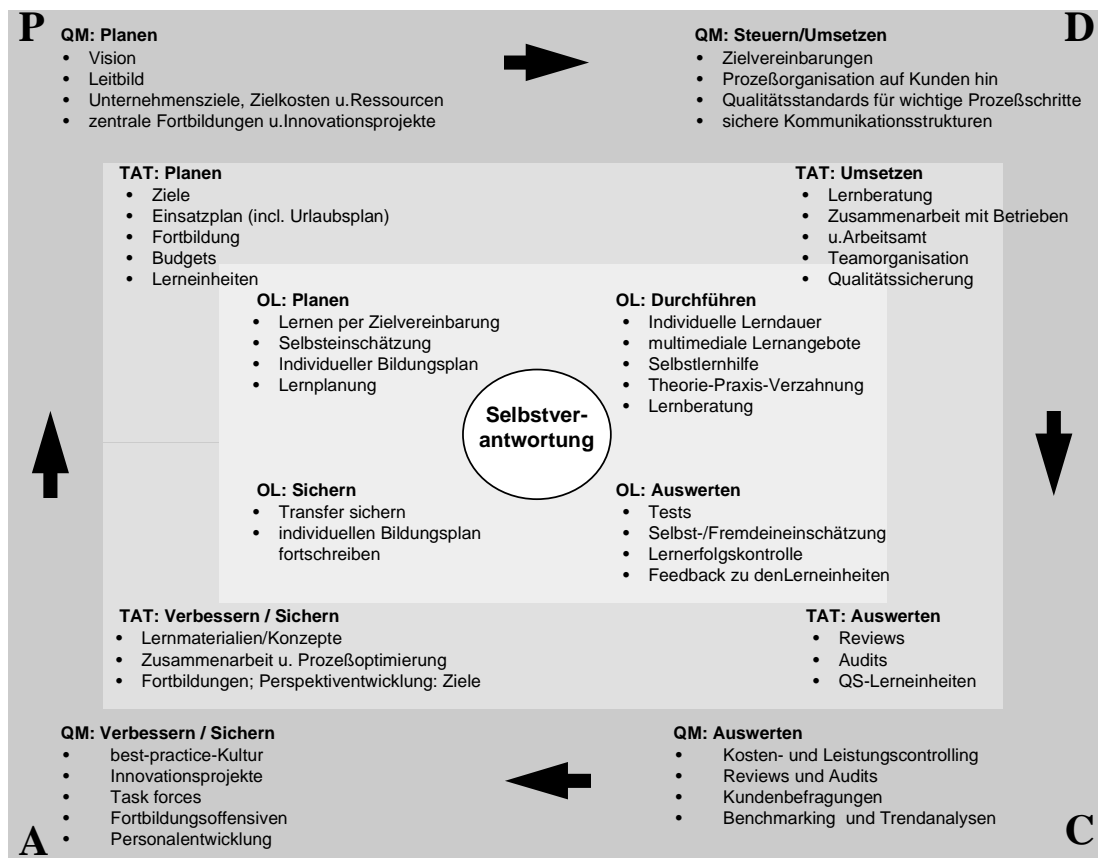 P
QM: Planen
• Vision
• Leitbild
• Unternehmensziele, Zielkosten u.Ressourcen
• zentrale Fortbildungen u.Innovationsprojekte
D
QM: Steuern/Umsetzen
• Zielvereinbarungen
• Prozeßorganisation auf Kunden hin
• Qualitätsstandards für wichtige Prozeßschritte
• sichere Kommunikationsstrukturen
TAT: Planen
• Ziele
• Einsatzplan (incl. Urlaubsplan)
• Fortbildung
• Budgets
• Lerneinheiten
TAT: Umsetzen
• Lernberatung
• Zusammenarbeit mit Betrieben
• u.Arbeitsamt
• Teamorganisation
• Qualitätssicherung
OL: Planen
• Lernen per Zielvereinbarung
• Selbsteinschätzung
• Individueller Bildungsplan
• Lernplanung
OL: Durchführen
• Individuelle Lerndauer
• multimediale Lernangebote
• Selbstlernhilfe
• Theorie-Praxis-Verzahnung
• Lernberatung
Selbstver-
antwortung
OL: Sichern
• Transfer sichern
• individuellen Bildungsplan
fortschreiben
OL: Auswerten
• Tests
• Selbst-/Fremdeineinschätzung
• Lernerfolgskontrolle
• Feedback zu denLerneinheiten
TAT: Verbessern / Sichern
• Lernmaterialien/Konzepte
• Zusammenarbeit u. Prozeßoptimierung
• Fortbildungen; Perspektiventwicklung: Ziele
TAT: Auswerten
• Reviews
• Audits
• QS-Lerneinheiten
QM: Verbessern / Sichern
• best-practice-Kultur
• Innovationsprojekte
• Task forces
• Fortbildungsoffensiven
• Personalentwicklung
A
QM: Auswerten
• Kosten- und Leistungscontrolling
• Reviews und Audits
• Kundenbefragungen
• Benchmarking und Trendanalysen
C